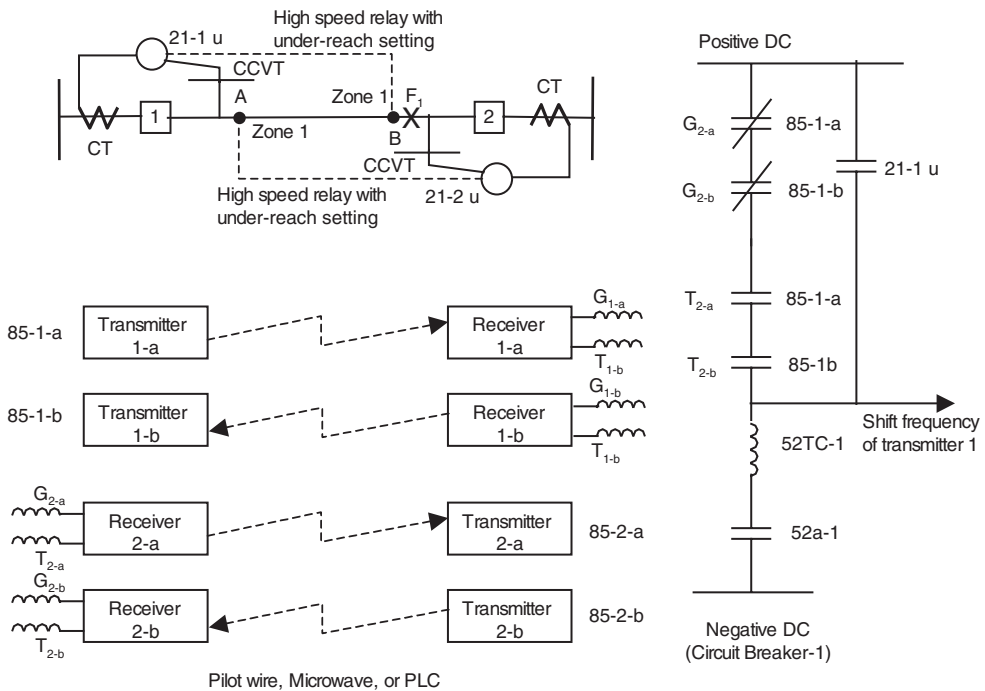 High speed relay with
under-reach setting
21-1 u
CCVT
A
Zone 1
F1
CT
1
2
Zone 1
B
CT
CCVT
High speed relay with
under-reach setting
21-2 u
85-1-a
Transmitter
1-a
Receiver
1-a
G1-a
T1-b
85-1-b
Transmitter
1-b
Receiver
1-b
G1-b
T1-b
G2-a
T2-a
Receiver
2-a
Transmitter
2-a
85-2-a
G2-b
T2-b
Receiver
2-b
Transmitter
2-b
85-2-b
Pilot wire, Microwave, or PLC
Positive DC
G2-a
85-1-a
G2-b
85-1-b
21-1 u
T2-a
85-1-a
T2-b
85-1b
Shift frequency
of transmitter 1
52TC-1
52a-1
Negative DC
(Circuit Breaker-1)